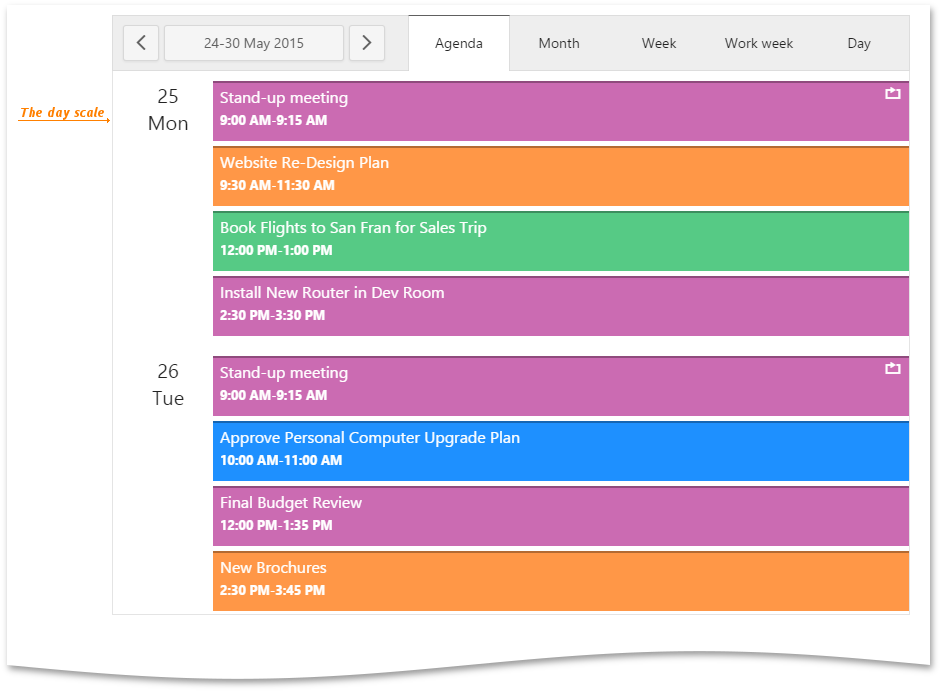 24-30 May 2015
Agenda
Month
Week
Work week
Day
The day scale
25
Mon
Stand-up meeting
9:00 AM-9:15 AM
Website Re-Design Plan
9:30 AM-11:30 AM
Book Flights to San Fran for Sales Trip
12:00 PM-1:00 PM
Install New Router in Dev Room
2:30 PM-3:30 PM
26
Tue
Stand-up meeting
9:00 AM-9:15 AM
Approve Personal Computer Upgrade Plan
10:00 AM-11:00 AM
Final Budget Review
12:00 PM-1:35 PM
New Brochures
2:30 PM-3:45 PM